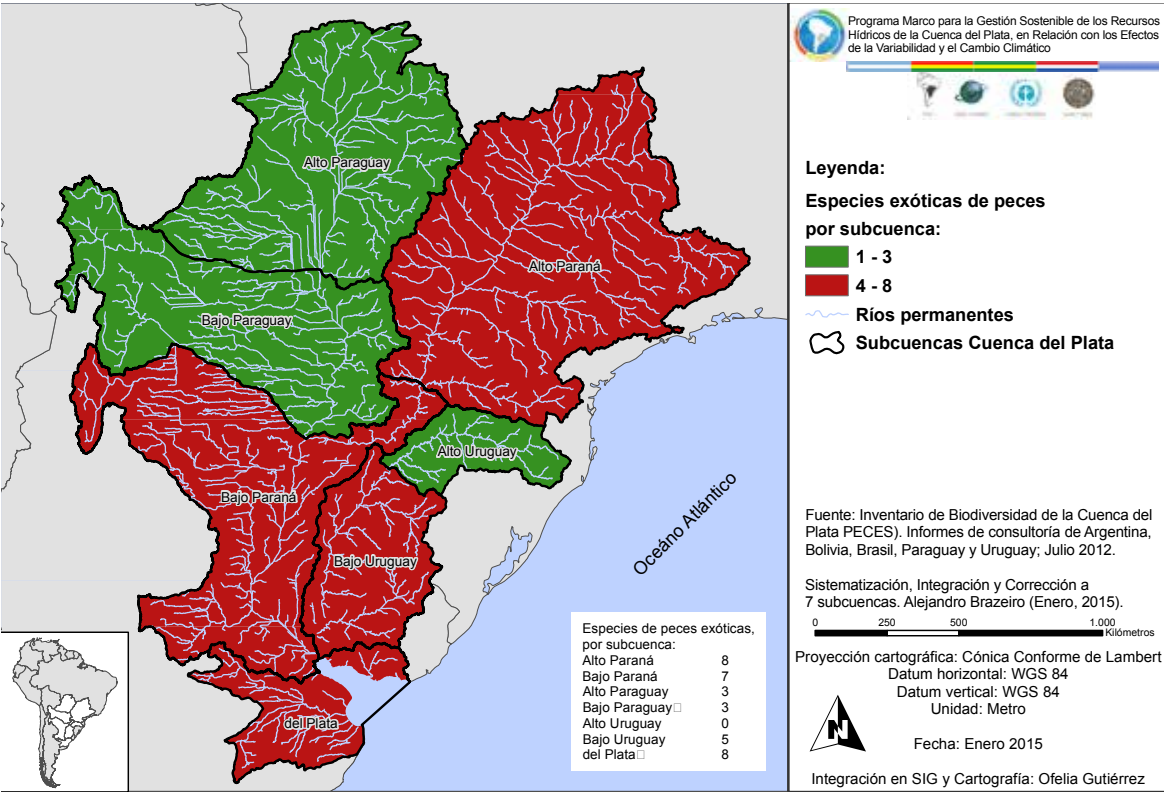 Programa Marco para la Gestión Sostenible de los Recursos
Hídricos de la Cuenca del Plata, en Relación con los Efectos
de la Variabilidad y el Cambio Climático
Leyenda:
Especies exóticas de peces
por subcuenca:
1 - 3
4 - 8
Ríos permanentes
Subcuencas Cuenca del Plata
Alto Paraguay
Alto Paraná
Bajo Paraguay
Alto Uruguay
Bajo Paraná
Bajo Uruguay
del Plata
Oceáno Atlántico
Especies de peces exóticas,
por subcuenca:
Alto Paraná 8
Bajo Paraná 7
Alto Paraguay 3
Bajo Paraguay□ 3
Alto Uruguay 0
Bajo Uruguay 5
del Plata□ 8
Fuente: Inventario de Biodiversidad de la Cuenca del
Plata PECES). Informes de consultoría de Argentina,
Bolivia, Brasil, Paraguay y Uruguay; Julio 2012.
Sistematización, Integración y Corrección a
7 subcuencas. Alejandro Brazeiro (Enero, 2015).
0 250 500 1.000
Kilómetros
Proyección cartográfica: Cónica Conforme de Lambert
Datum horizontal: WGS 84
Datum vertical: WGS 84
Unidad: Metro
N
Fecha: Enero 2015
Integración en SIG y Cartografía: Ofelia Gutiérrez